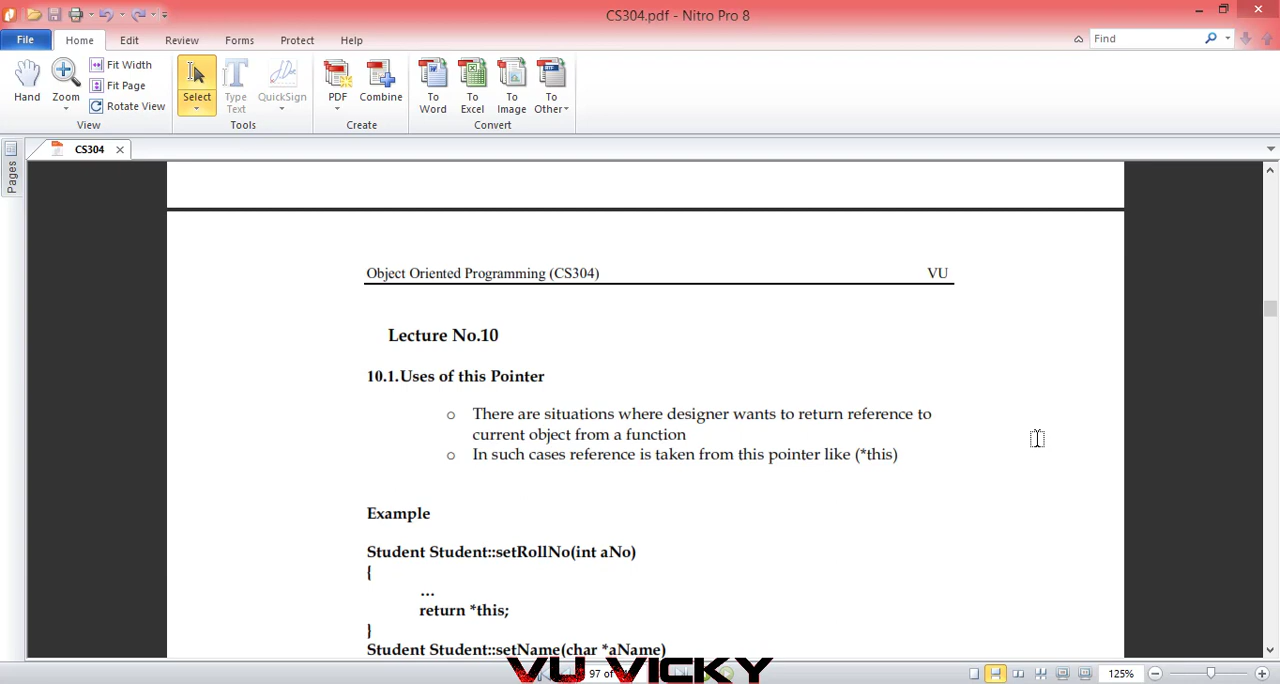 CS304.pdf - Nitro Pro 8
File Home Edit Review Forms Protect Help Find
Hand
Zoom
Fit Width
Fit Page
Rotate View
View
Select
Type Text
QuickSign
Tools
PDF
Combine
Create
To Word
To Excel
To Image
To Other
Convert
CS304
Pages
Object Oriented Programming (CS304) VU
Lecture No.10
10.1.Uses of this Pointer
o There are situations where designer wants to return reference to
current object from a function
o In such cases reference is taken from this pointer like (*this)
Example
Student Student::setRollNo(int aNo)
{
...
return *this;
}
Student Student::setName(char *aName)
VU VICKY
97 of
125%